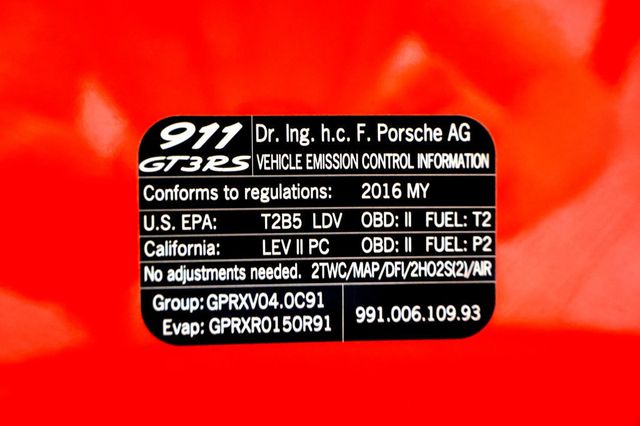 911 Dr. Ing. h.c. F. Porsche AG
GT3RS VEHICLE EMISSION CONTROL INFORMATION
Conforms to regulations: 2016 MY
U.S. EPA: T2B5 LDV OBD: II FUEL: T2
California: LEV II PC OBD: II FUEL: P2
No adjustments needed. 2TWC/MAP/DFI/2HO2S(2)/AIR
Group: GPRXV04.0C91
Evap: GPRXR0150R91
991.006.109.93